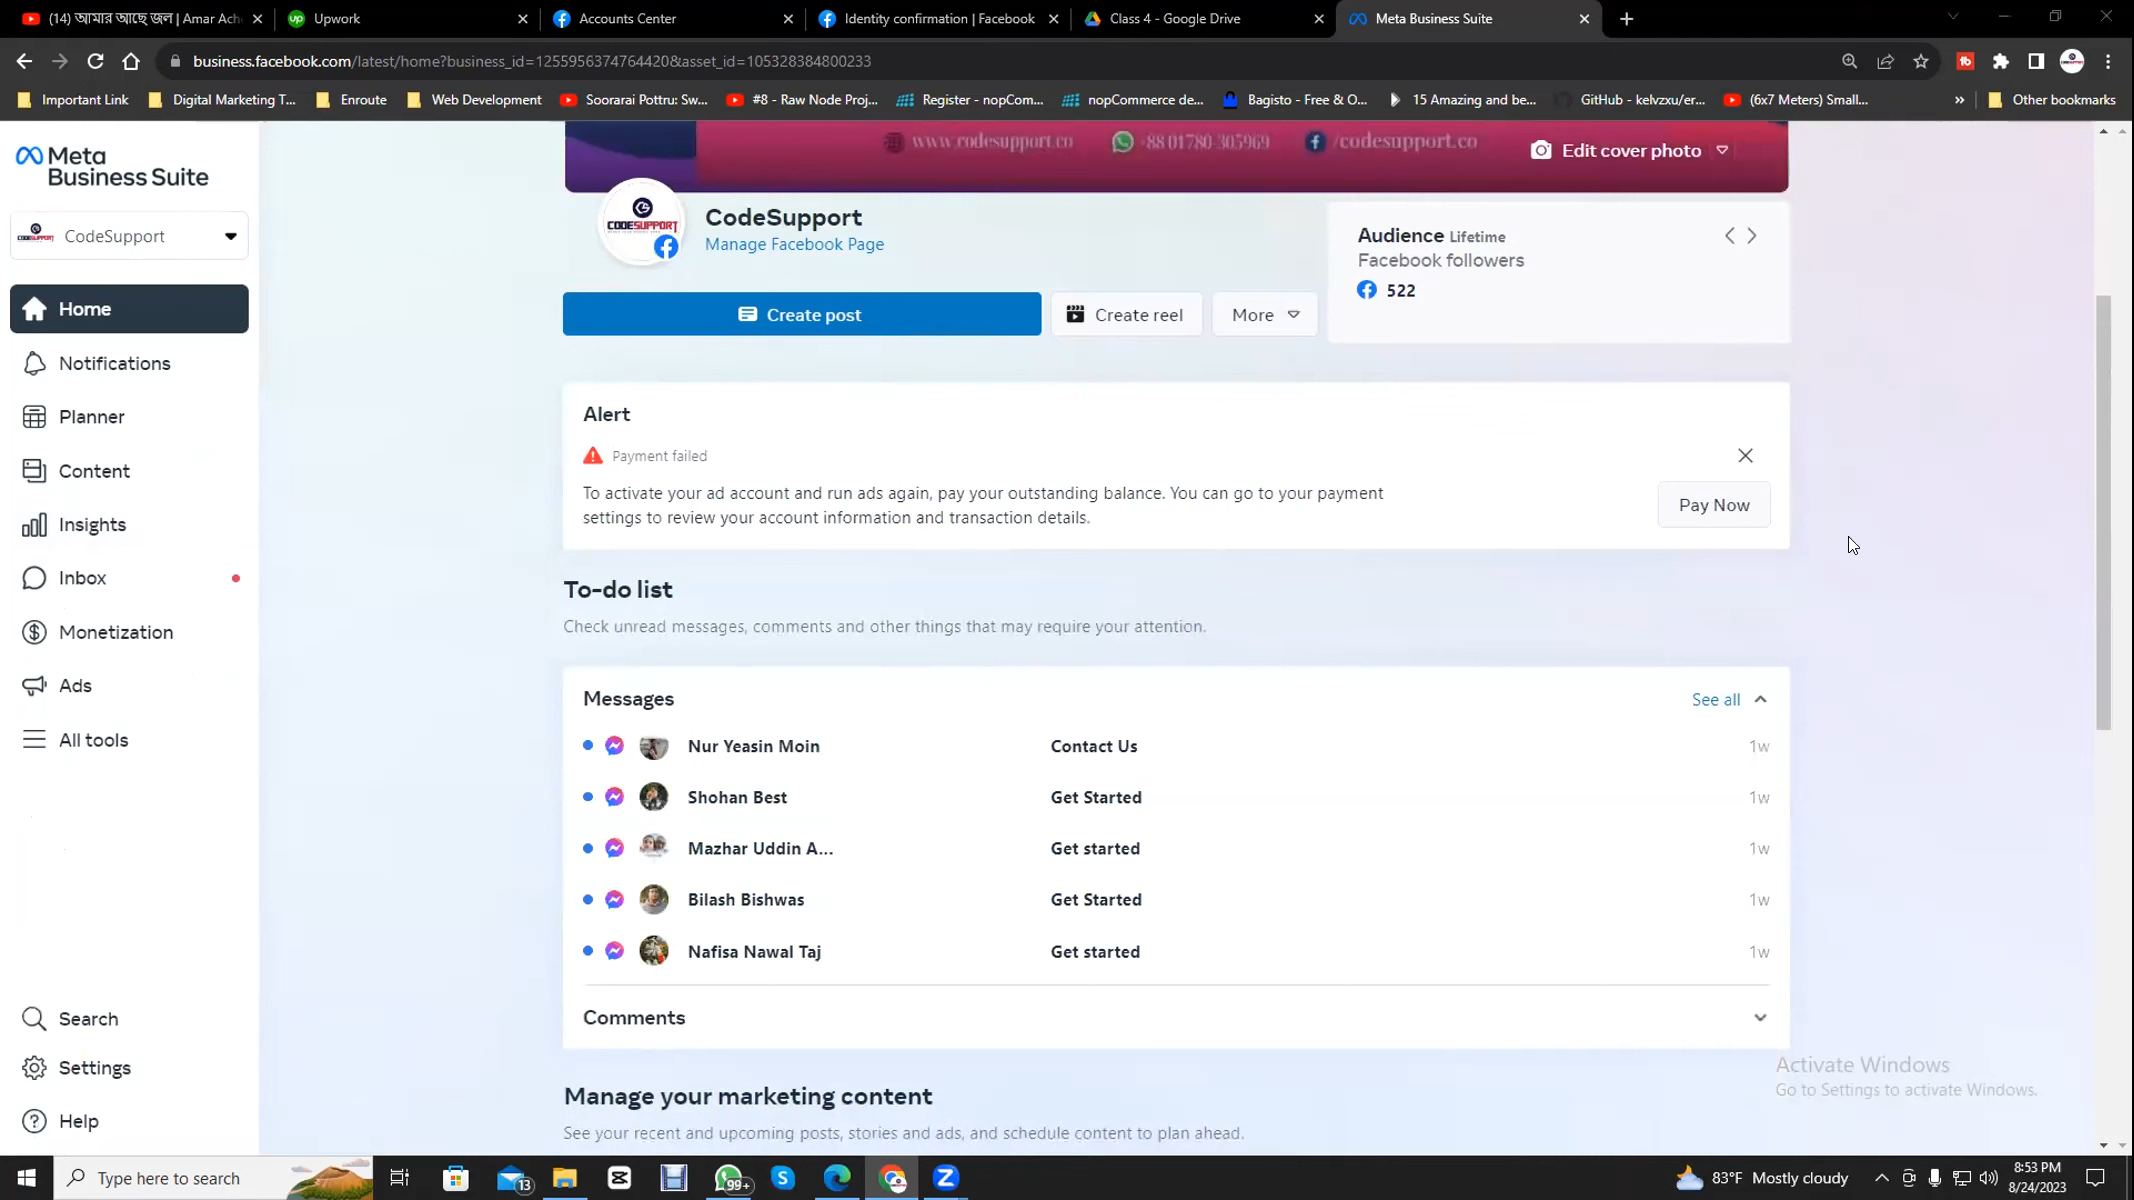 (14) আমার আছে জল | Amar Ach
Upwork
Accounts Center
Identity confirmation | Facebook
Class 4 - Google Drive
Meta Business Suite
business.facebook.com/latest/home?business_id=1255956374764420&asset_id=105328384800233
Important Link
Digital Marketing T...
Enroute
Web Development
Soorarai Pottru: Sw...
#8 - Raw Node Proj...
Register - nopCom...
nopCommerce de...
Bagisto - Free & O...
15 Amazing and be...
GitHub - kelvzxu/er...
(6x7 Meters) Small...
»
Other bookmarks
Meta
Business Suite
CODESUPPORT
CodeSupport
Home
Notifications
Planner
Content
Insights
Inbox
Monetization
Ads
All tools
Search
Settings
Help
www.codesupport.co
+88 01780-305969
/codesupport.co
Edit cover photo
CODESUPPORT
CodeSupport
Manage Facebook Page
Create post
Create reel
More
Audience Lifetime
Facebook followers
522
Alert
Payment failed
To activate your ad account and run ads again, pay your outstanding balance. You can go to your payment
settings to review your account information and transaction details.
Pay Now
To-do list
Check unread messages, comments and other things that may require your attention.
Messages
See all
Nur Yeasin Moin Contact Us 1w
Shohan Best Get Started 1w
Mazhar Uddin A... Get started 1w
Bilash Bishwas Get Started 1w
Nafisa Nawal Taj Get started 1w
Comments
Manage your marketing content
See your recent and upcoming posts, stories and ads, and schedule content to plan ahead.
Activate Windows
Go to Settings to activate Windows.
Type here to search
13
99+
83°F Mostly cloudy
8:53 PM
8/24/2023